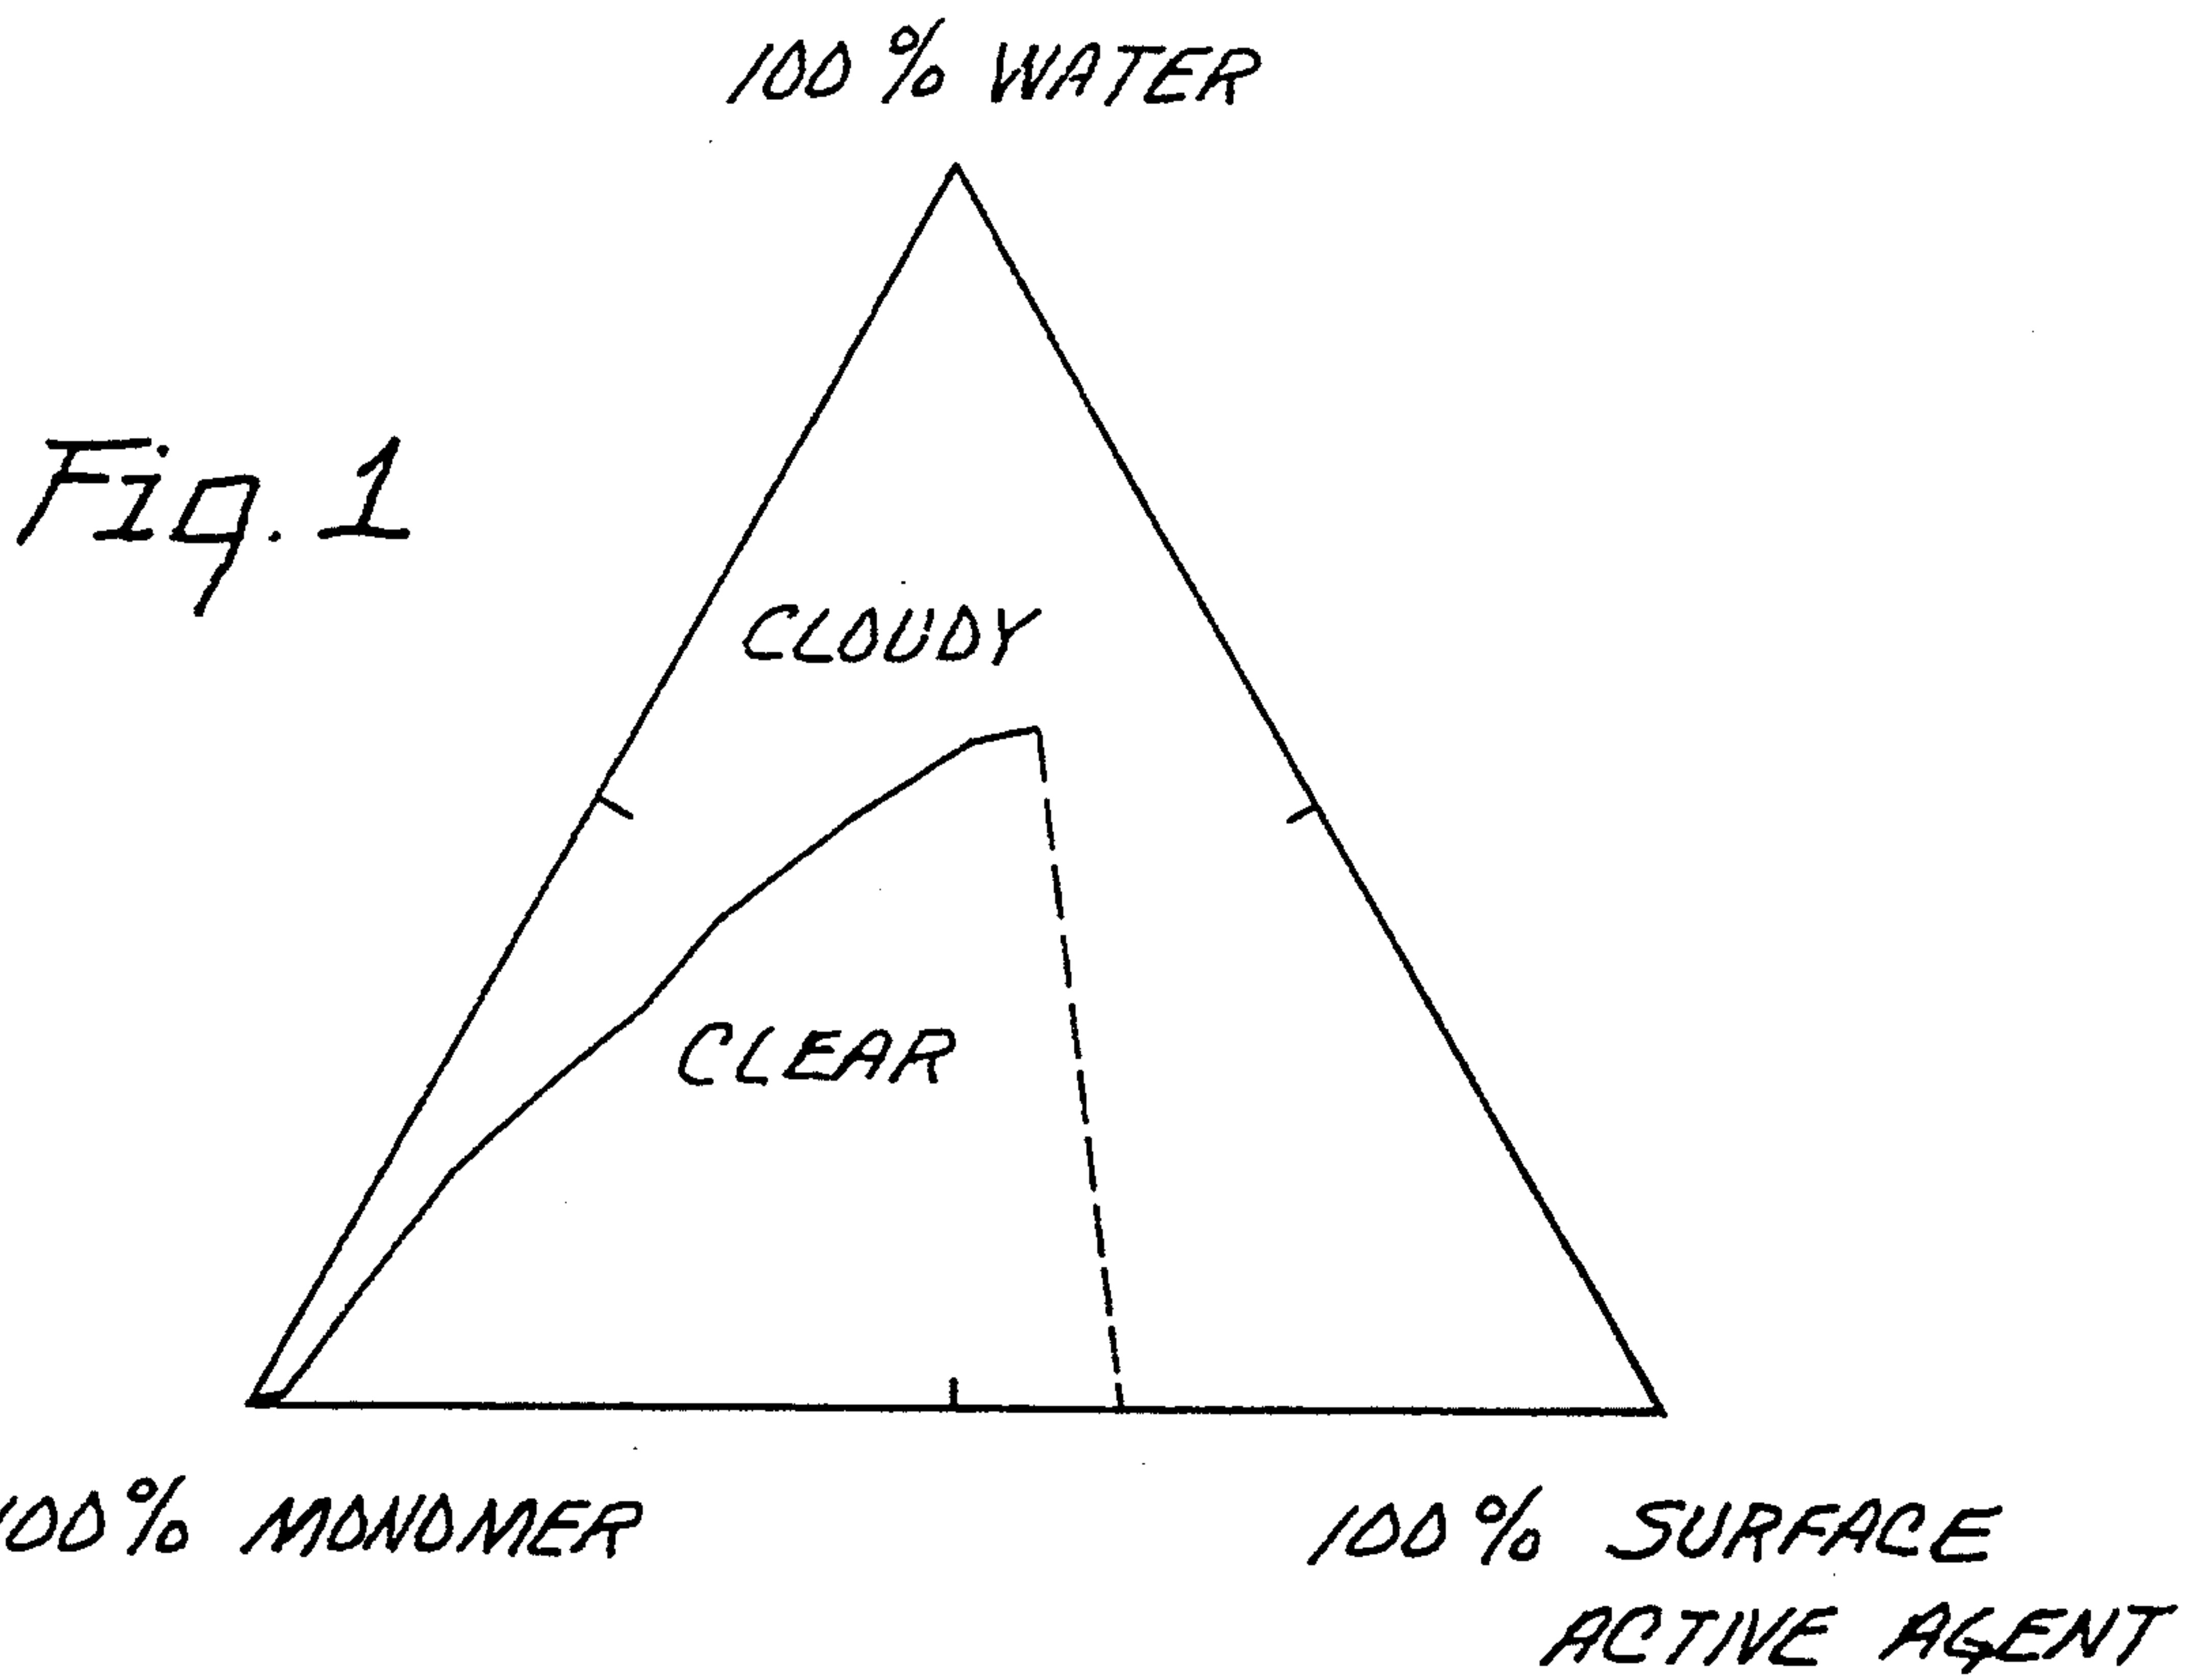 100% WATER
Fig. 1
CLOUDY
CLEAR
100% MONOMER
100% SURFACE
ACTIVE AGENT